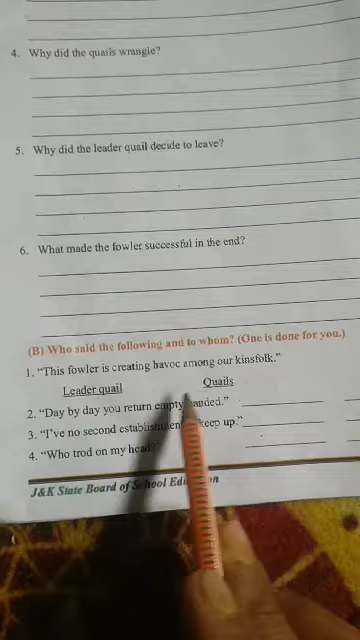 4. Why did the quails wrangle?
5. Why did the leader quail decide to leave?
6. What made the fowler successful in the end?
(B) Who said the following and to whom? (One is done for you.)
1. "This fowler is creating havoc among our kinsfolk."
Leader quail Quails
2. "Day by day you return empty handed."
3. "I've no second establishment keep up."
4. "Who trod on my head?"
J&K State Board of School Education